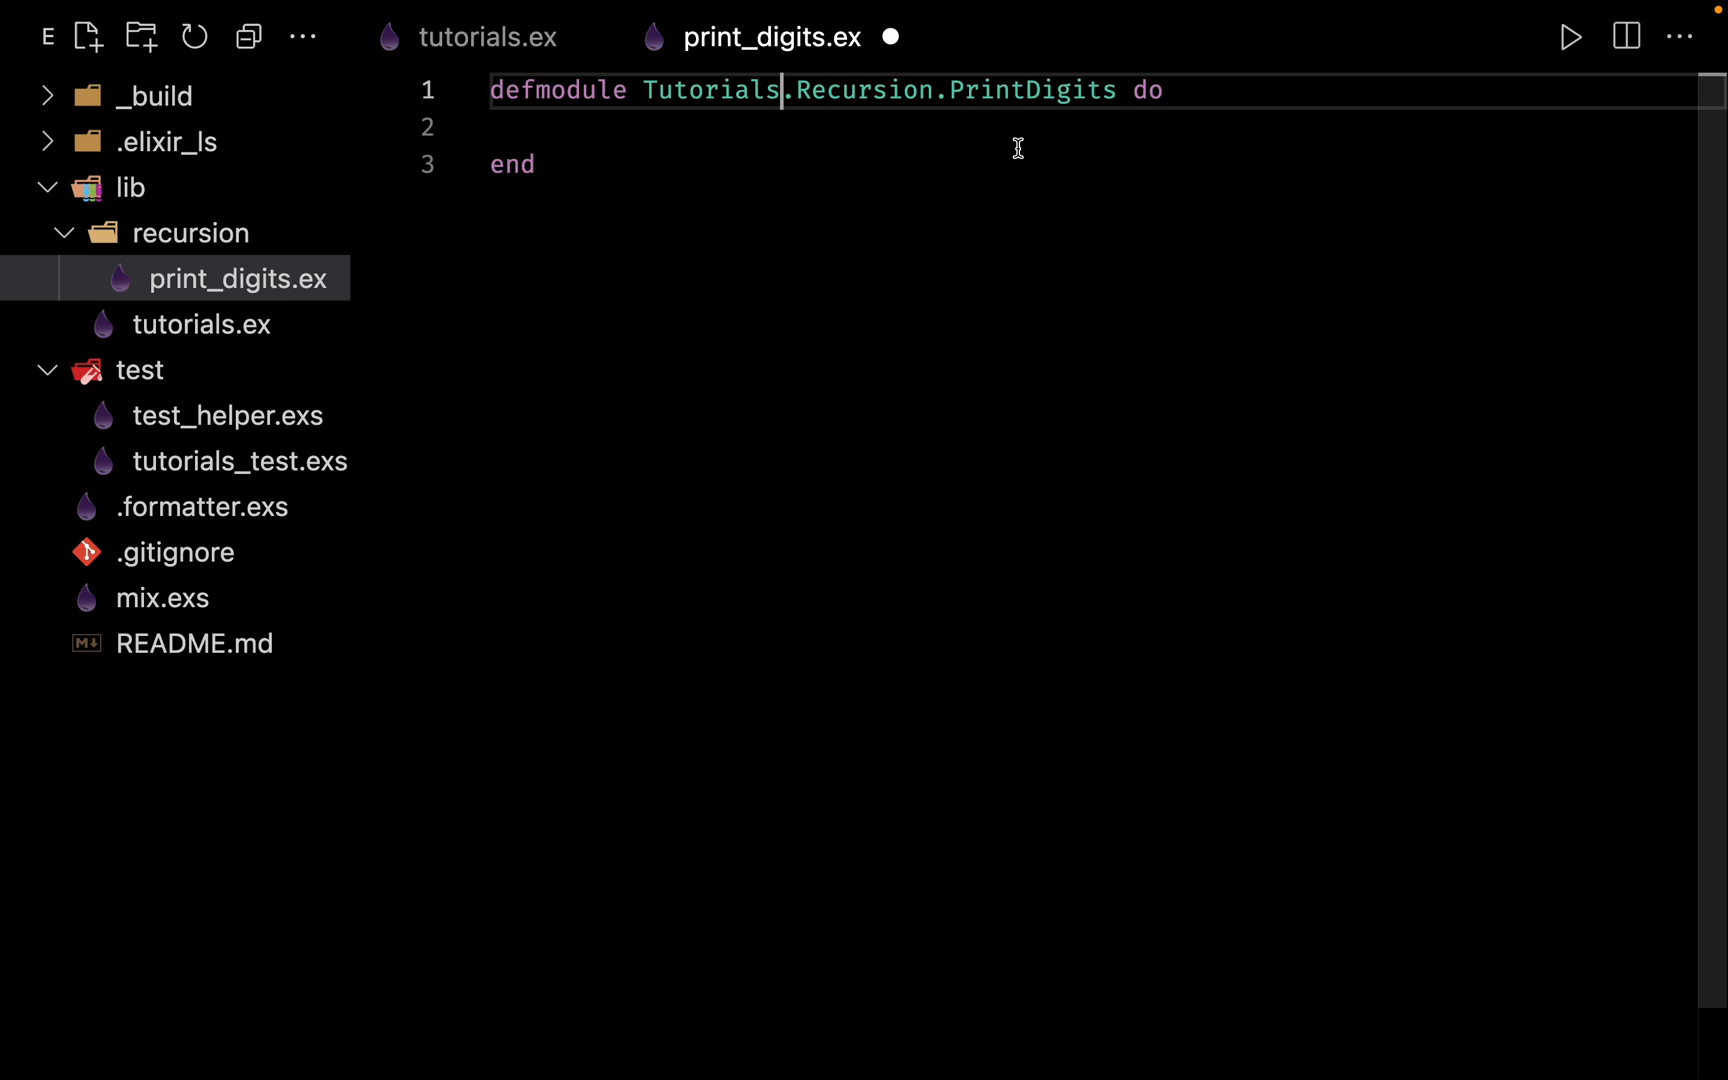 E ··· tutorials.ex print_digits.ex ···
_build
.elixir_ls
lib
recursion
print_digits.ex
tutorials.ex
test
test_helper.exs
tutorials_test.exs
.formatter.exs
.gitignore
mix.exs
M↓ README.md
1 defmodule Tutorials.Recursion.PrintDigits do
2
3 end